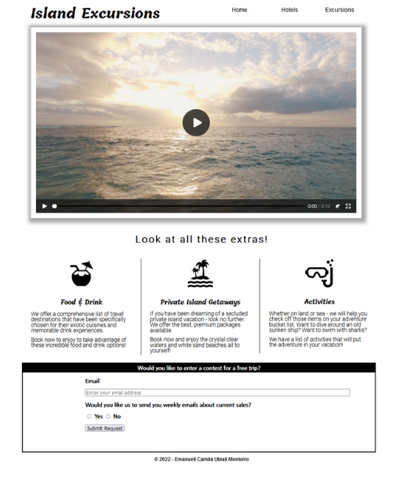 Island Excursions
Home Hotels Excursions
0:00 / 0:10
Look at all these extras!
Food & Drink
We offer a comprehensive list of travel
destinations that have been specifically
chosen for their exotic cuisines and
memorable drink experiences.
Book now to enjoy to take advantage of
these incredible food and drink options!
Private Island Getaways
If you have been dreaming of a secluded
private island vacation - look no further.
We offer the best, premium packages
available.
Book now and enjoy the crystal clear
waters and white sand beaches all to
yourself!
Activities
Whether on land or sea - we will help you
check off those items on your adventure
bucket list. Want to dive around an old
sunken ship? Want to swim with sharks?
We have a list of activities that will put
the adventure in your vacation!
Would you like to enter a contest for a free trip?
Email:
Enter your email address
Would you like us to send you weekly emails about current sales?
Yes No
Submit Request
© 2022 - Emanueli Camila Ubiali Monteiro